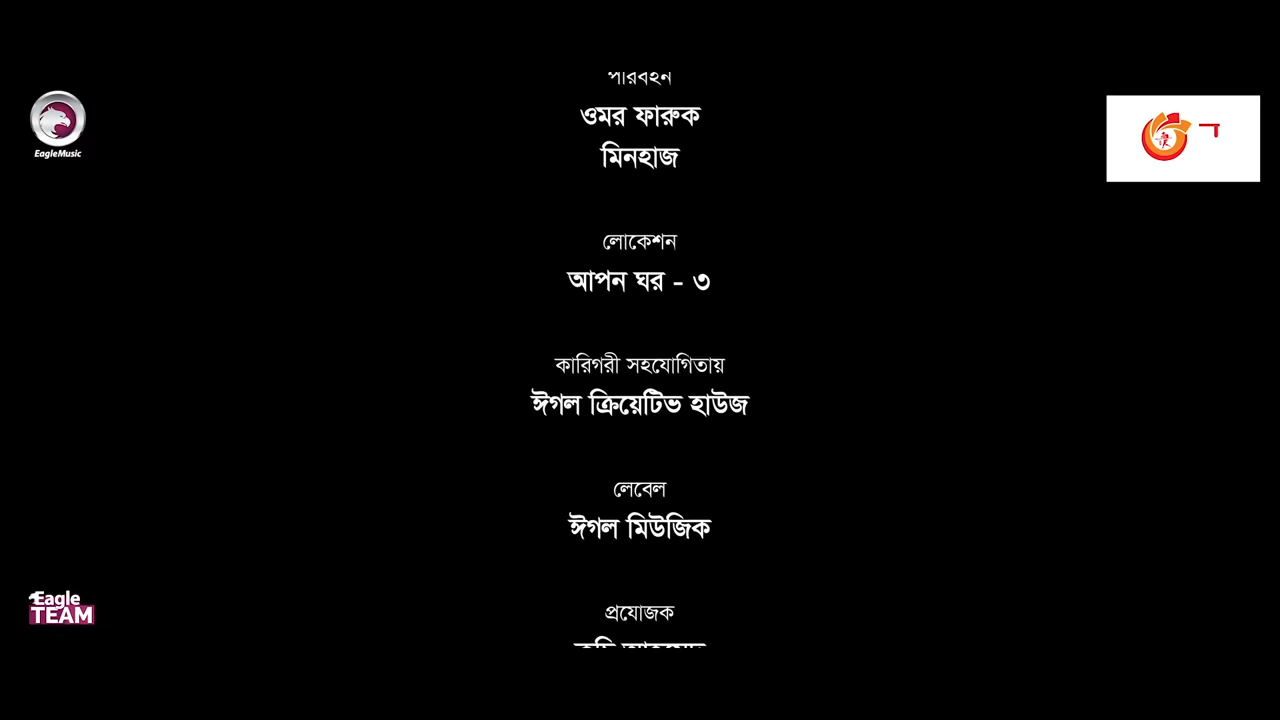 EagleMusic
পরিবহন
ওমর ফারুক
মিনহাজ
লোকেশন
আপন ঘর - ৩
কারিগরী সহযোগিতায়
ঈগল ক্রিয়েটিভ হাউজ
লেবেল
ঈগল মিউজিক
প্রযোজক
Eagle
TEAM